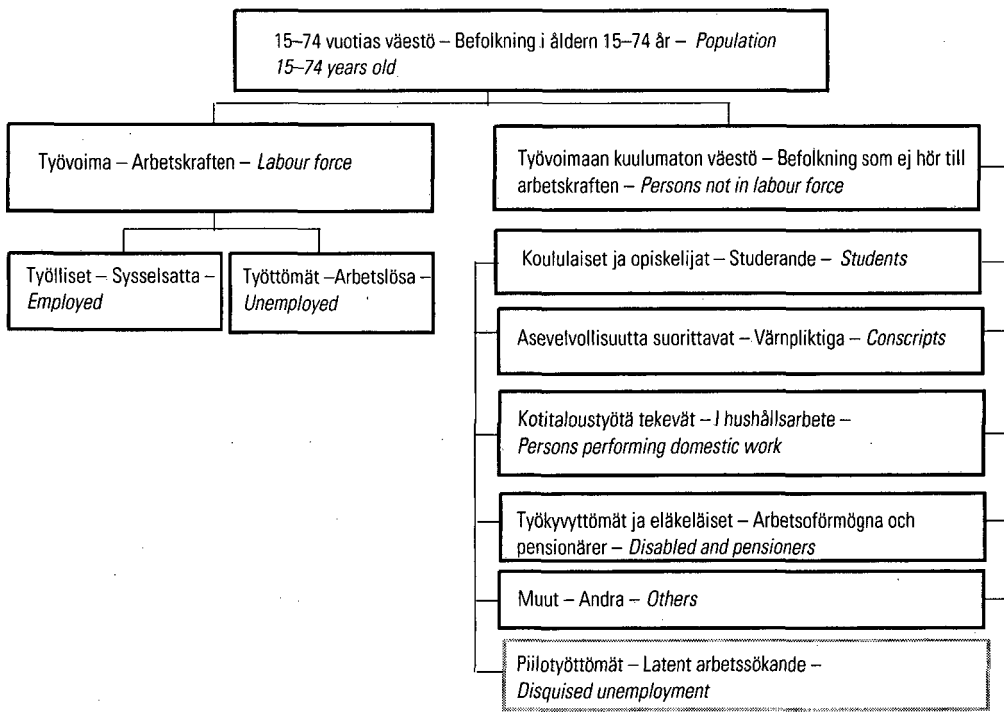 15–74 vuotias väestö – Befolkning i åldern 15–74 år – Population
15–74 years old
Työvoima – Arbetskraften – Labour force
Työvoimaan kuulumaton väestö – Befolkning som ej hör till
arbetskraften – Persons not in labour force
Työlliset – Sysselsatta –
Employed
Työttömät –Arbetslösa –
Unemployed
Koululaiset ja opiskelijat – Studerande – Students
Asevelvollisuutta suorittavat – Värnpliktiga – Conscripts
Kotitaloustyötä tekevät – I hushållsarbete –
Persons performing domestic work
Työkyvyttömät ja eläkeläiset – Arbetsoförmögna och
pensionärer – Disabled and pensioners
Muut – Andra – Others
Piilotyöttömät – Latent arbetssökande –
Disquised unemployment